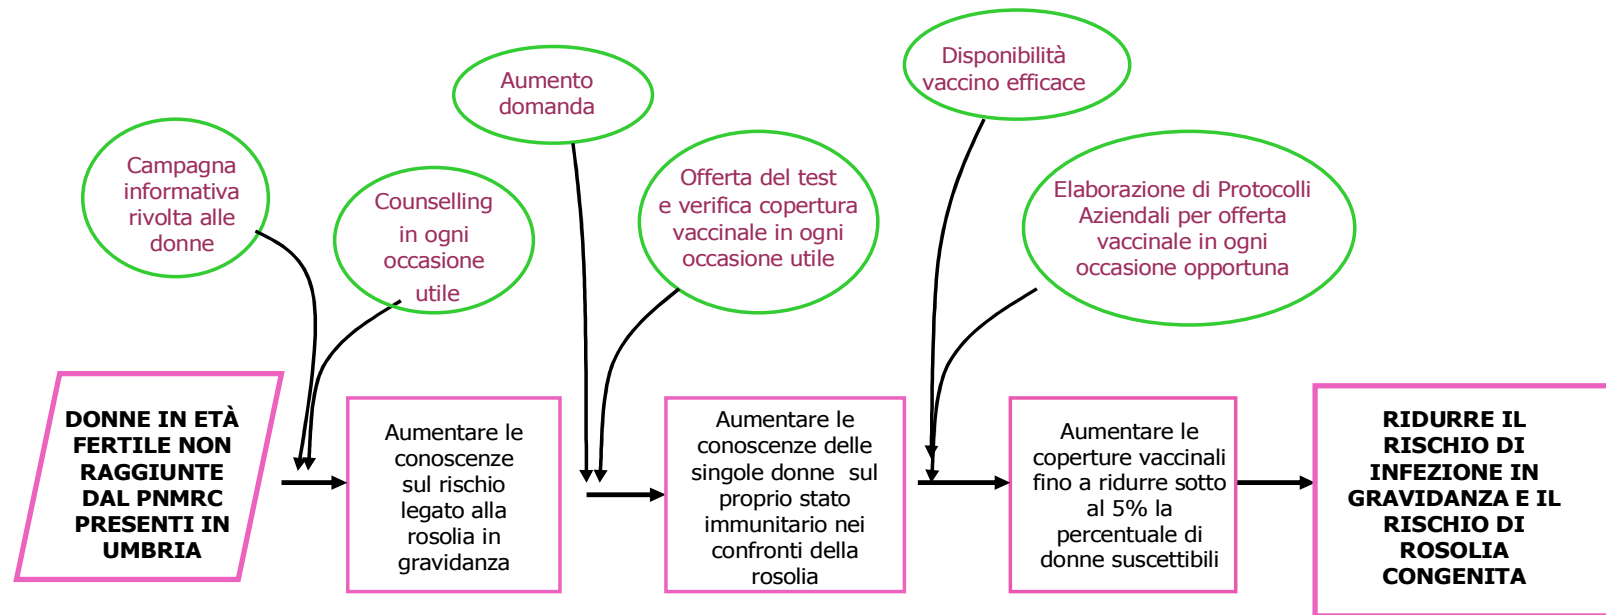 Campagna
informativa
rivolta alle
donne
Counselling
in ogni
occasione
utile
Aumento
domanda
Offerta del test
e verifica copertura
vaccinale in ogni
occasione utile
Disponibilità
vaccino efficace
Elaborazione di Protocolli
Aziendali per offerta
vaccinale in ogni
occasione opportuna
DONNE IN ETÀ
FERTILE NON
RAGGIUNTE
DAL PNMRC
PRESENTI IN
UMBRIA
Aumentare le
conoscenze
sul rischio
legato alla
rosolia in
gravidanza
Aumentare le
conoscenze delle
singole donne sul
proprio stato
immunitario nei
confronti della
rosolia
Aumentare le
coperture vaccinali
fino a ridurre sotto
al 5% la
percentuale di
donne suscettibili
RIDURRE IL
RISCHIO DI
INFEZIONE IN
GRAVIDANZA E IL
RISCHIO DI
ROSOLIA
CONGENITA